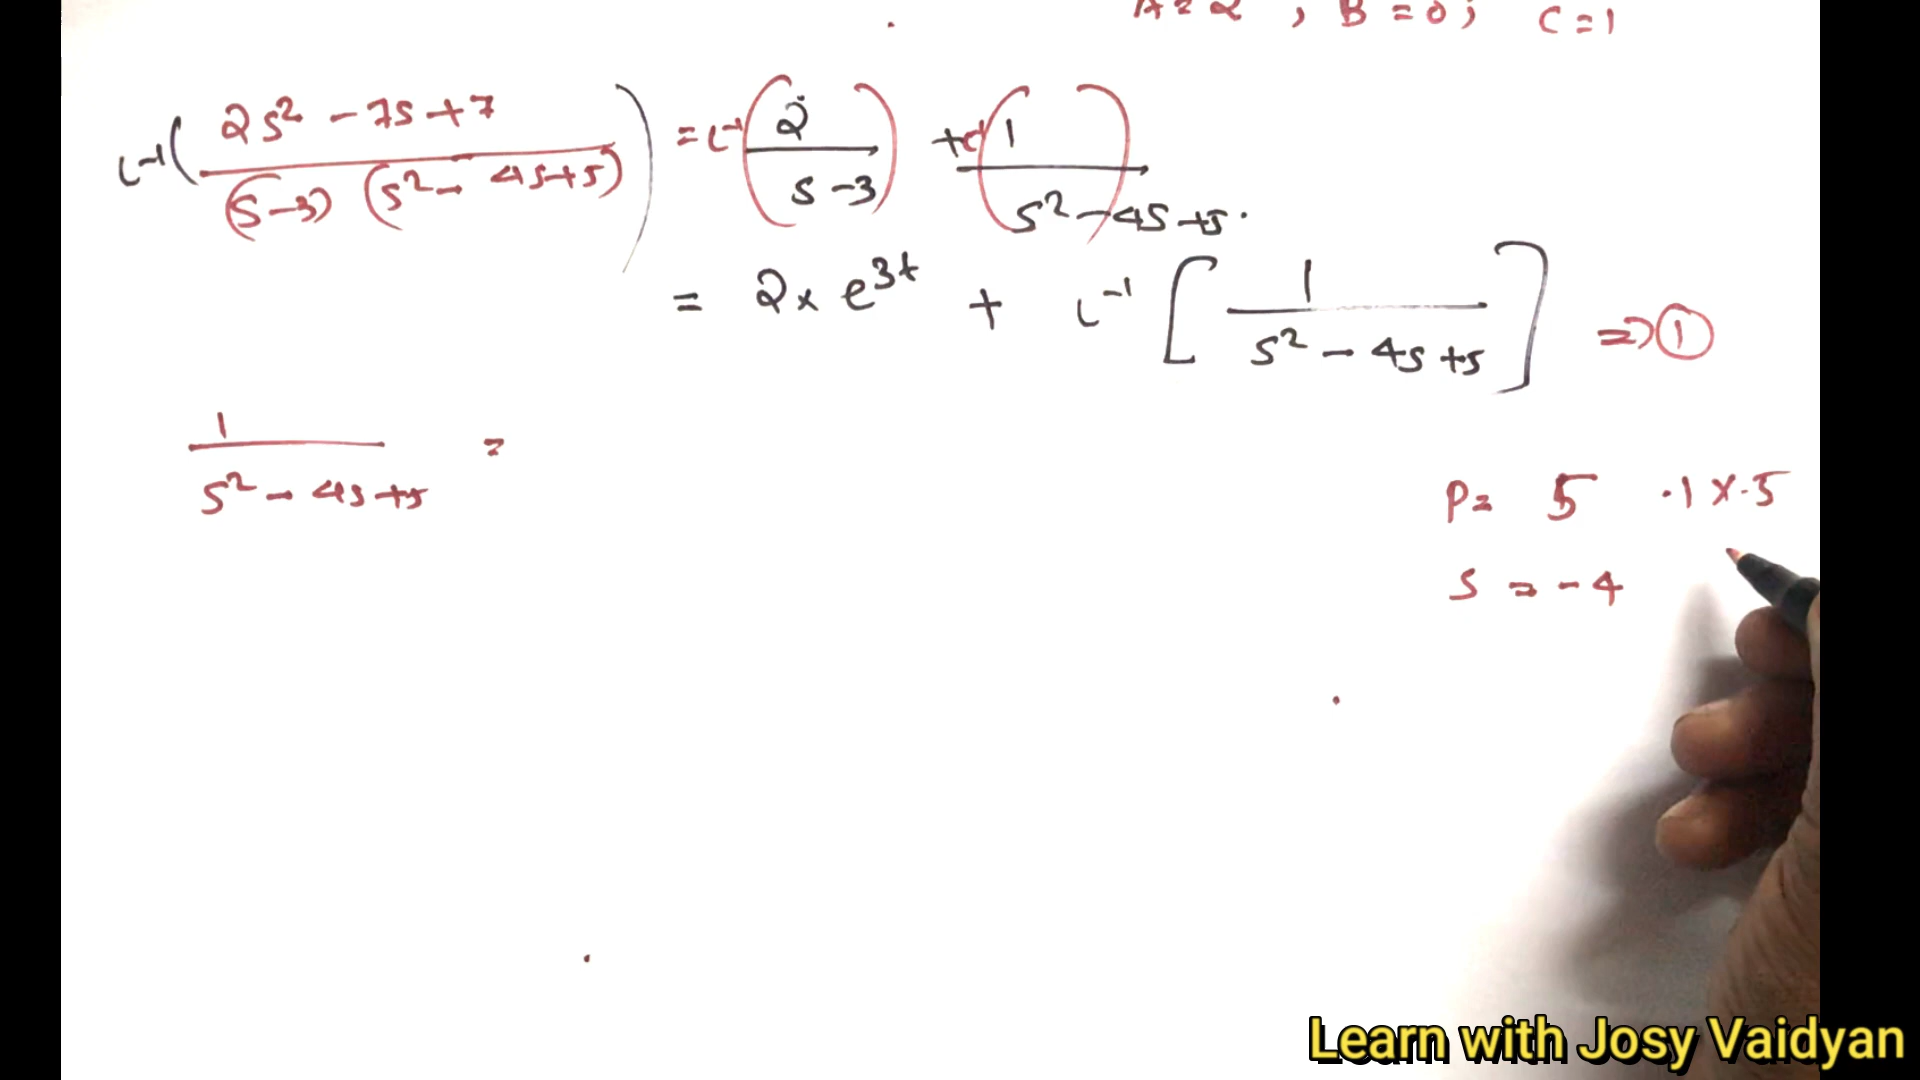 A = 2 , B = 0 ; C = 1
L⁻¹( 2s² - 7s + 7 / (s-3) (s² - 4s+5) ) = L⁻¹( 2 / s-3 ) + L⁻¹( 1 / s² - 4s +5 ) .
= 2 × e^3t + L⁻¹ [ 1 / s² - 4s +5 ] => ①
1 / s² - 4s +5 =
P = 5 .1 × .5
S = -4
Learn with Josy Vaidyan